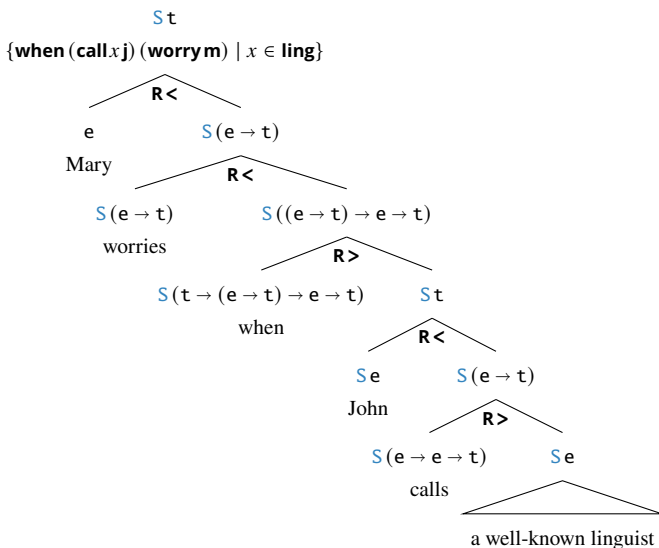 S t
{when (call x j) (worry m) | x ∈ ling}
R <
e S (e → t)
Mary
R <
S (e → t) S ((e → t) → e → t)
worries
R >
S (t → (e → t) → e → t) S t
when
R <
S e S (e → t)
John
R >
S (e → e → t) S e
calls
a well-known linguist